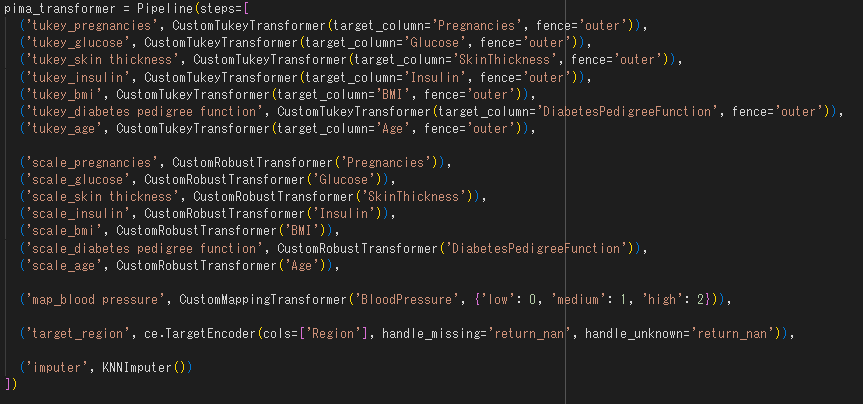 pima_transformer = Pipeline(steps=[
('tukey_pregnancies', CustomTukeyTransformer(target_column='Pregnancies', fence='outer')),
('tukey_glucose', CustomTukeyTransformer(target_column='Glucose', fence='outer')),
('tukey_skin thickness', CustomTukeyTransformer(target_column='SkinThickness', fence='outer')),
('tukey_insulin', CustomTukeyTransformer(target_column='Insulin', fence='outer')),
('tukey_bmi', CustomTukeyTransformer(target_column='BMI', fence='outer')),
('tukey_diabetes pedigree function', CustomTukeyTransformer(target_column='DiabetesPedigreeFunction', fence='outer')),
('tukey_age', CustomTukeyTransformer(target_column='Age', fence='outer')),
('scale_pregnancies', CustomRobustTransformer('Pregnancies')),
('scale_glucose', CustomRobustTransformer('Glucose')),
('scale_skin thickness', CustomRobustTransformer('SkinThickness')),
('scale_insulin', CustomRobustTransformer('Insulin')),
('scale_bmi', CustomRobustTransformer('BMI')),
('scale_diabetes pedigree function', CustomRobustTransformer('DiabetesPedigreeFunction')),
('scale_age', CustomRobustTransformer('Age')),
('map_blood pressure', CustomMappingTransformer('BloodPressure', {'low': 0, 'medium': 1, 'high': 2})),
('target_region', ce.TargetEncoder(cols=['Region'], handle_missing='return_nan', handle_unknown='return_nan')),
('imputer', KNNImputer())
])